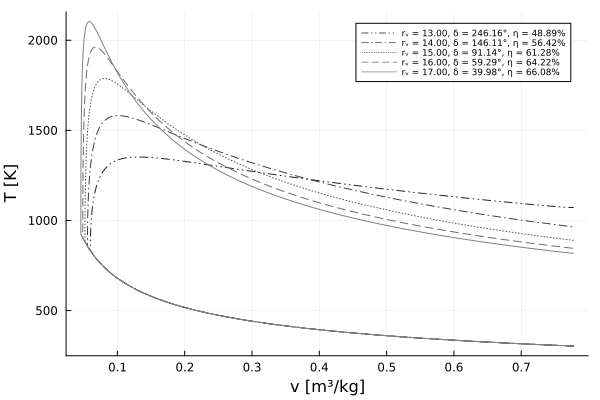 2000
1500
1000
500
T [K]
rᵥ = 13.00, δ = 246.16°, η = 48.89%
rᵥ = 14.00, δ = 146.11°, η = 56.42%
rᵥ = 15.00, δ = 91.14°, η = 61.28%
rᵥ = 16.00, δ = 59.29°, η = 64.22%
rᵥ = 17.00, δ = 39.98°, η = 66.08%
0.1 0.2 0.3 0.4 0.5 0.6 0.7
v [m³/kg]